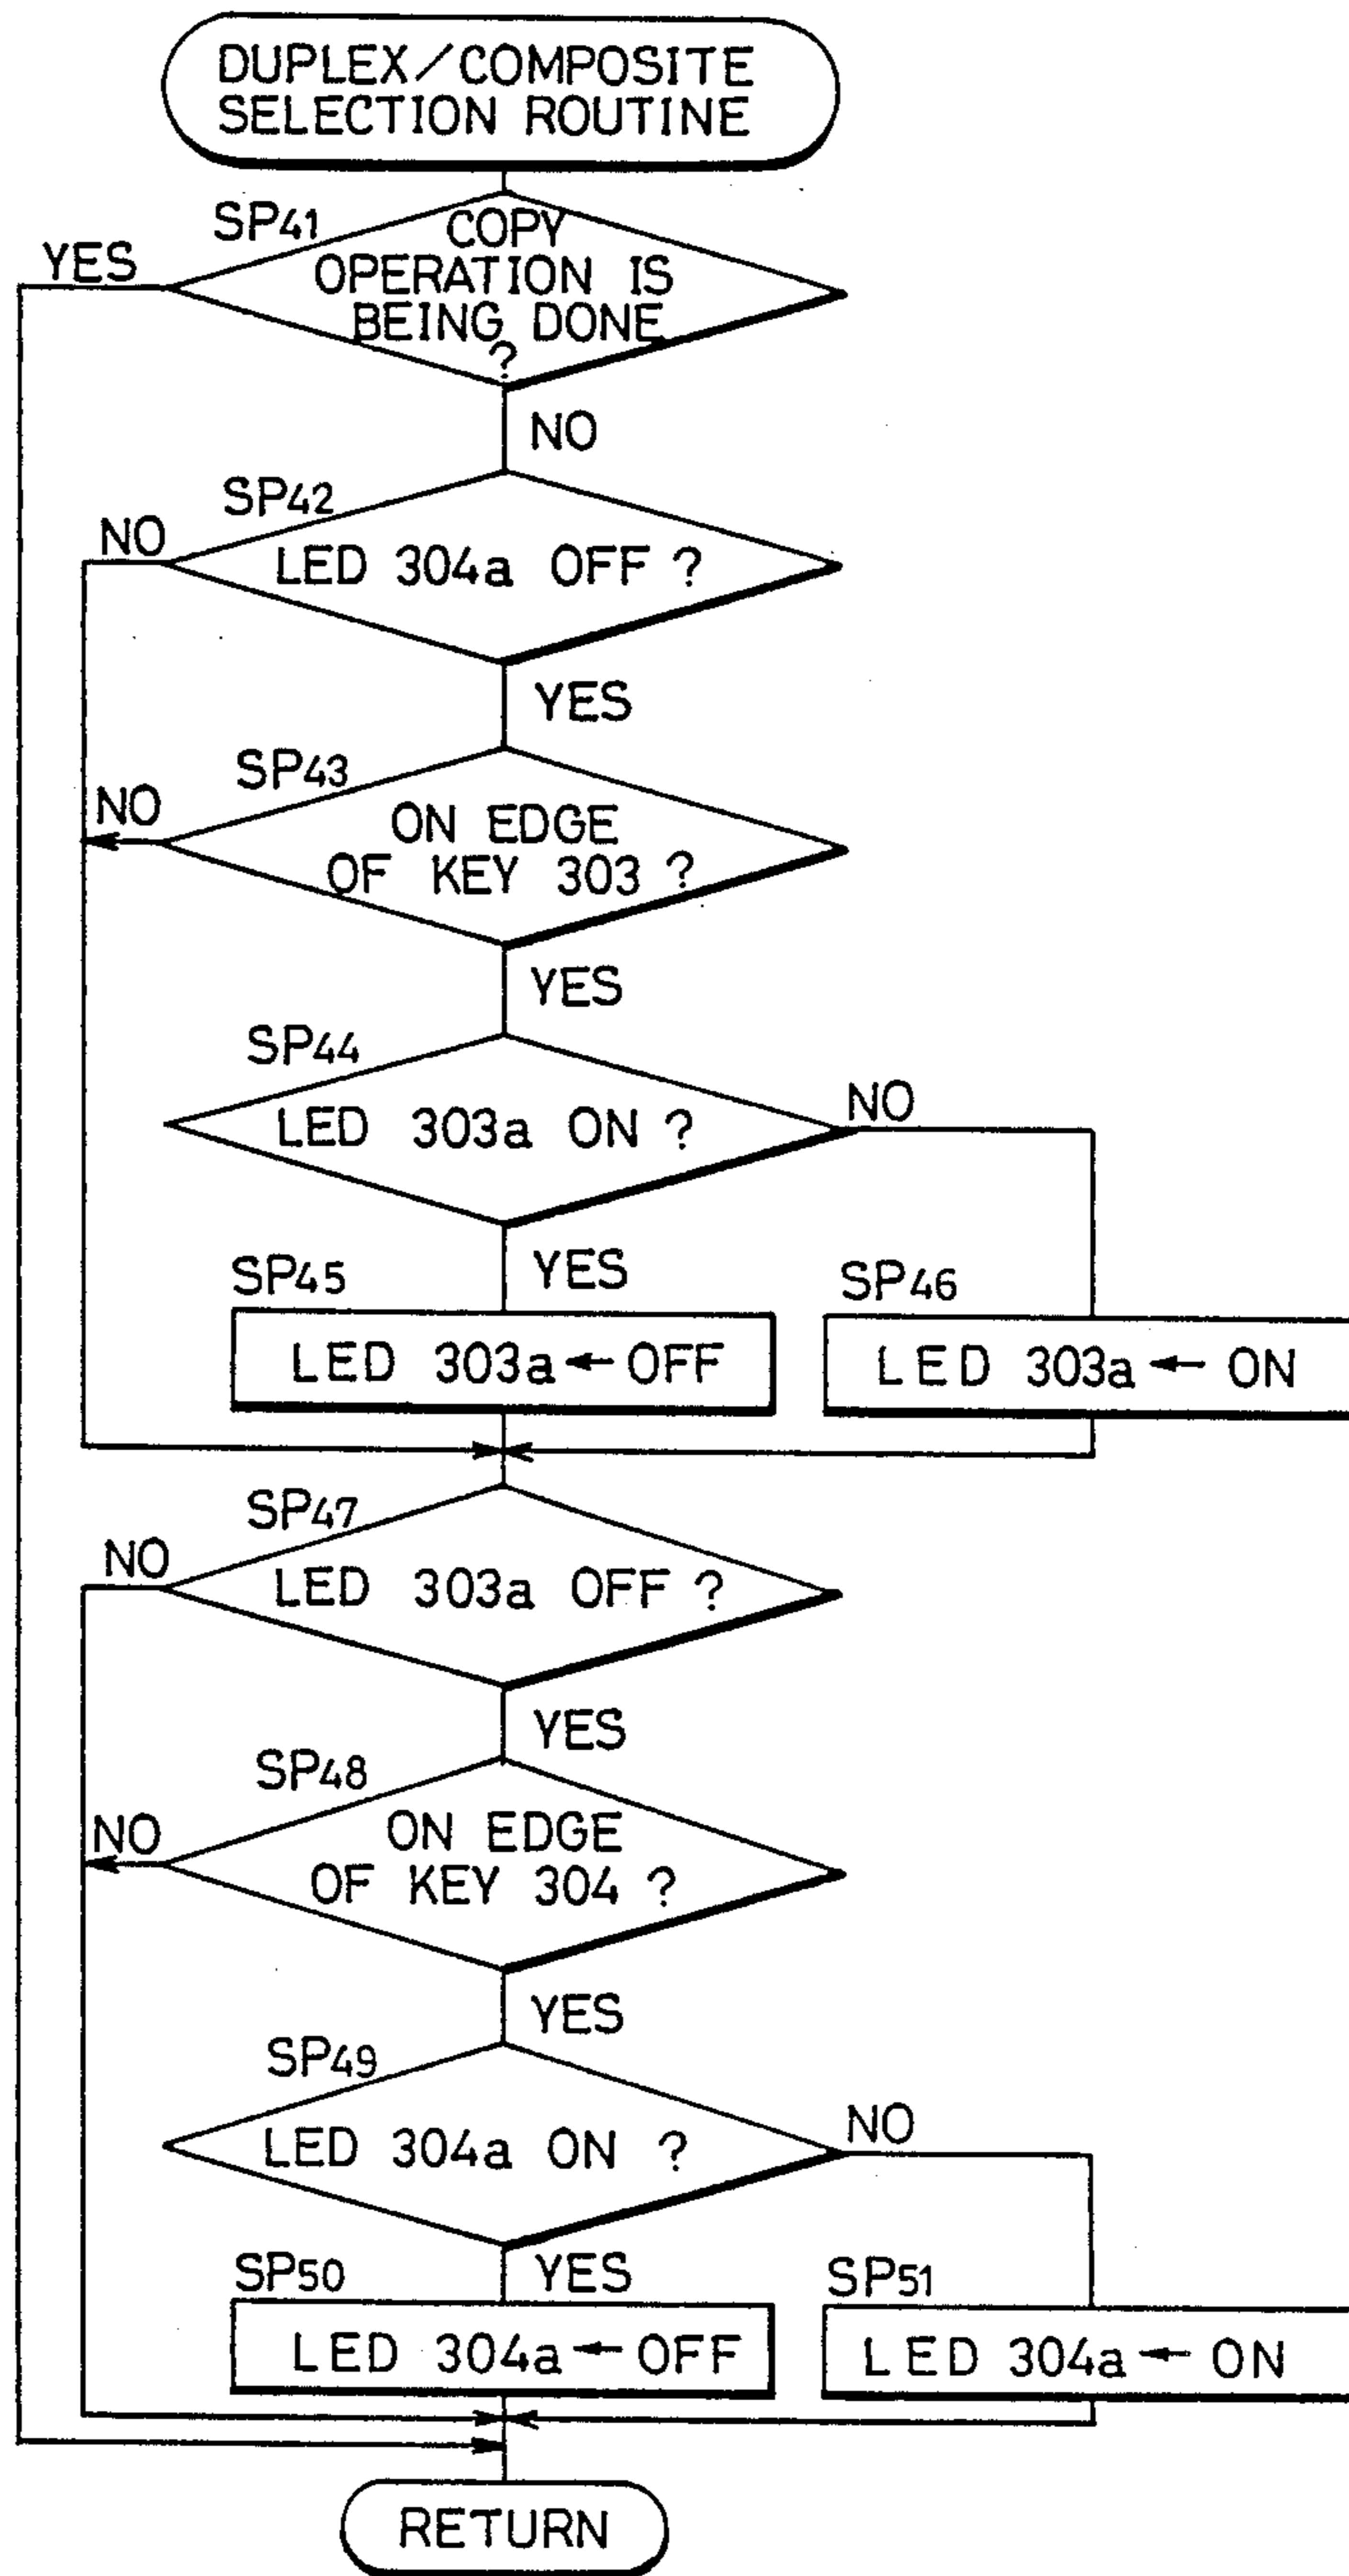 DUPLEX/COMPOSITE
SELECTION ROUTINE
SP41
YES
COPY
OPERATION IS
BEING DONE
?
NO
SP42
NO
LED 304a OFF ?
YES
SP43
NO
ON EDGE
OF KEY 303 ?
YES
SP44
LED 303a ON ?
NO
YES
SP45
SP46
LED 303a ← OFF
LED 303a ← ON
SP47
NO
LED 303a OFF ?
YES
SP48
NO
ON EDGE
OF KEY 304 ?
YES
SP49
LED 304a ON ?
NO
YES
SP50
SP51
LED 304a ← OFF
LED 304a ← ON
RETURN